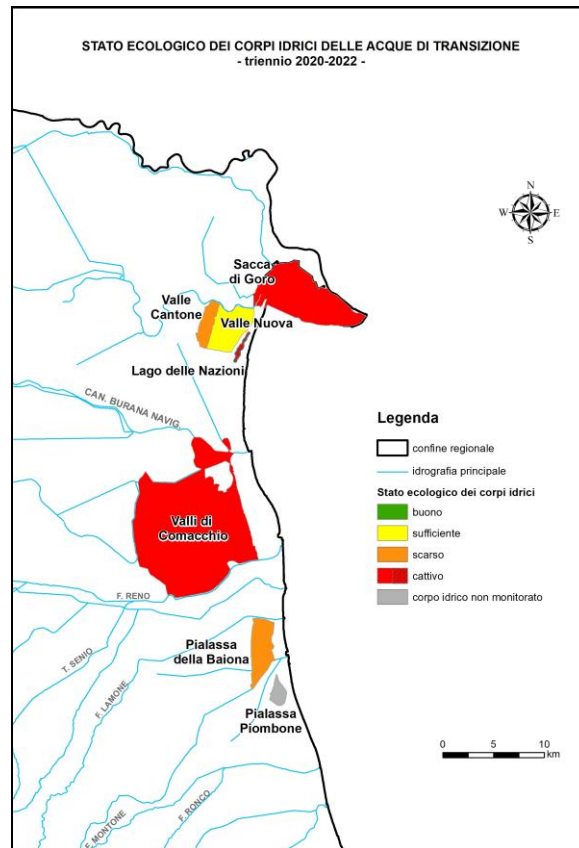 STATO ECOLOGICO DEI CORPI IDRICI DELLE ACQUE DI TRANSIZIONE
- triennio 2020-2022 -
N
W
E
S
Sacca
di Goro
Valle
Cantone
Valle Nuova
Lago delle Nazioni
CAN. BURANA NAVIG.
Valli di
Comacchio
F. RENO
T. SENIO
F. LAMONE
Pialassa
della Baiona
Pialassa
Piombone
F. RONCO
F. MONTONE
Legenda
confine regionale
idrografia principale
Stato ecologico dei corpi idrici
buono
sufficiente
scarso
cattivo
corpo idrico non monitorato
0 5 10
km